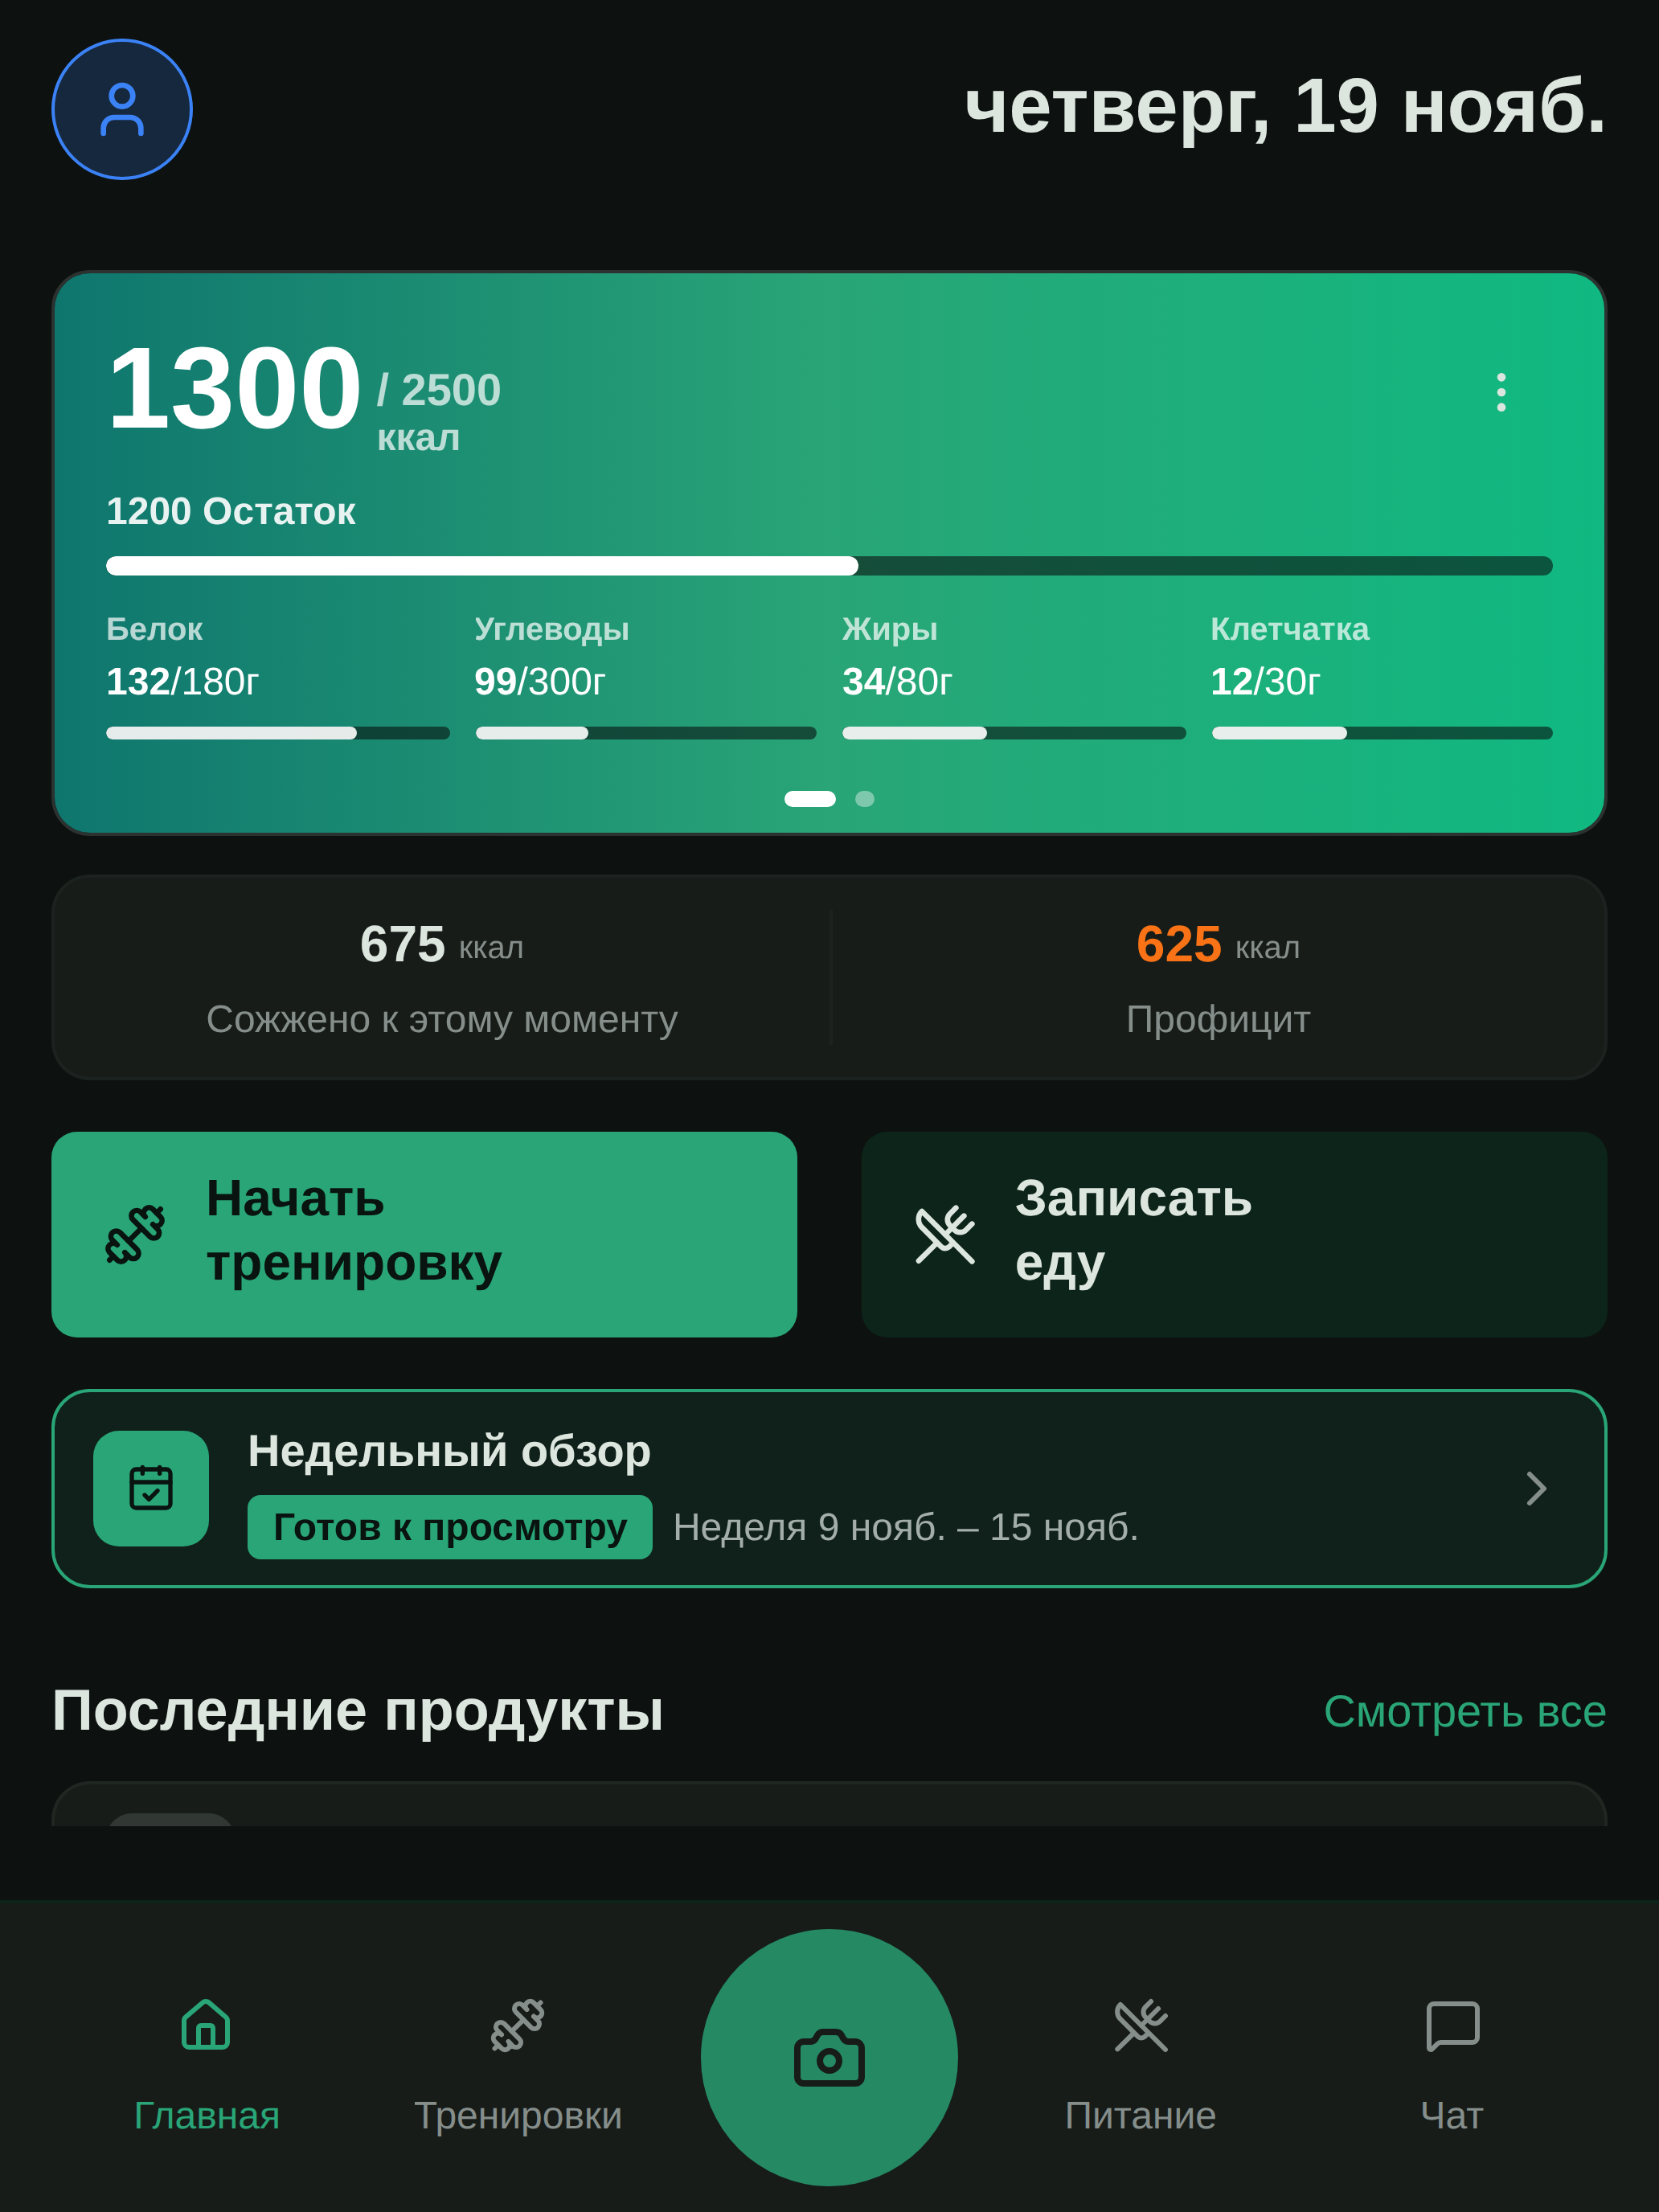 четверг, 19 нояб.
1300 / 2500
ккал
1200 Остаток
Белок
132/180г
Углеводы
99/300г
Жиры
34/80г
Клетчатка
12/30г
675 ккал
Сожжено к этому моменту
625 ккал
Профицит
Начать
тренировку
Записать
еду
Недельный обзор
Готов к просмотру Неделя 9 нояб. – 15 нояб.
Последние продукты
Смотреть все
Главная
Тренировки
Питание
Чат